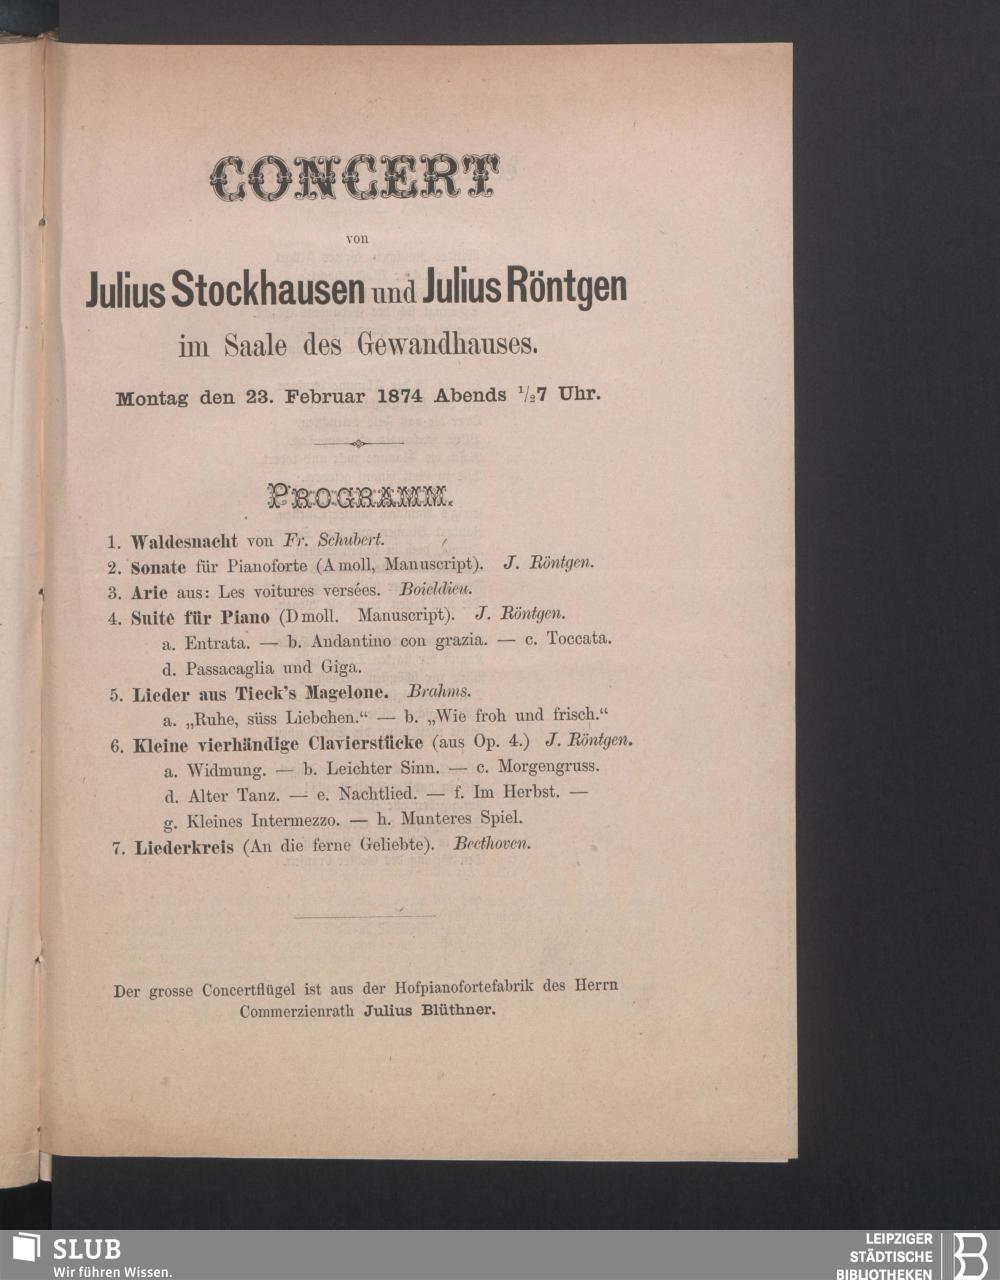 CONCERT
von
Julius Stockhausen und Julius Röntgen
im Saale des Gewandhauses.
Montag den 23. Februar 1874 Abends ½7 Uhr.
PROGRAMM.
1. Waldesnacht von Fr. Schubert.
2. Sonate für Pianoforte (A moll, Manuscript). J. Röntgen.
3. Arie aus: Les voitures versées. Boieldieu.
4. Suite für Piano (D moll. Manuscript). J. Röntgen.
a. Entrata. — b. Andantino con grazia. — c. Toccata.
d. Passacaglia und Giga.
5. Lieder aus Tieck's Magelone. Brahms.
a. „Ruhe, süss Liebchen.“ — b. „Wie froh und frisch.“
6. Kleine vierhändige Clavierstücke (aus Op. 4.) J. Röntgen.
a. Widmung. — b. Leichter Sinn. — c. Morgengruss.
d. Alter Tanz. — e. Nachtlied. — f. Im Herbst. —
g. Kleines Intermezzo. — h. Munteres Spiel.
7. Liederkreis (An die ferne Geliebte). Beethoven.
Der grosse Concertflügel ist aus der Hofpianofortefabrik des Herrn
Commerzienrath Julius Blüthner.
SLUB
Wir führen Wissen.
LEIPZIGER
STÄDTISCHE
BIBLIOTHEKEN